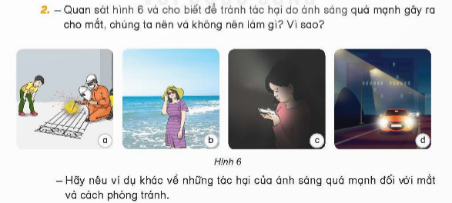 2. – Quan sát hình 6 và cho biết để tránh tác hại do ánh sáng quá mạnh gây ra
cho mắt, chúng ta nên và không nên làm gì? Vì sao?
a
b
c
d
Hình 6
– Hãy nêu ví dụ khác về những tác hại của ánh sáng quá mạnh đối với mắt
và cách phòng tránh.